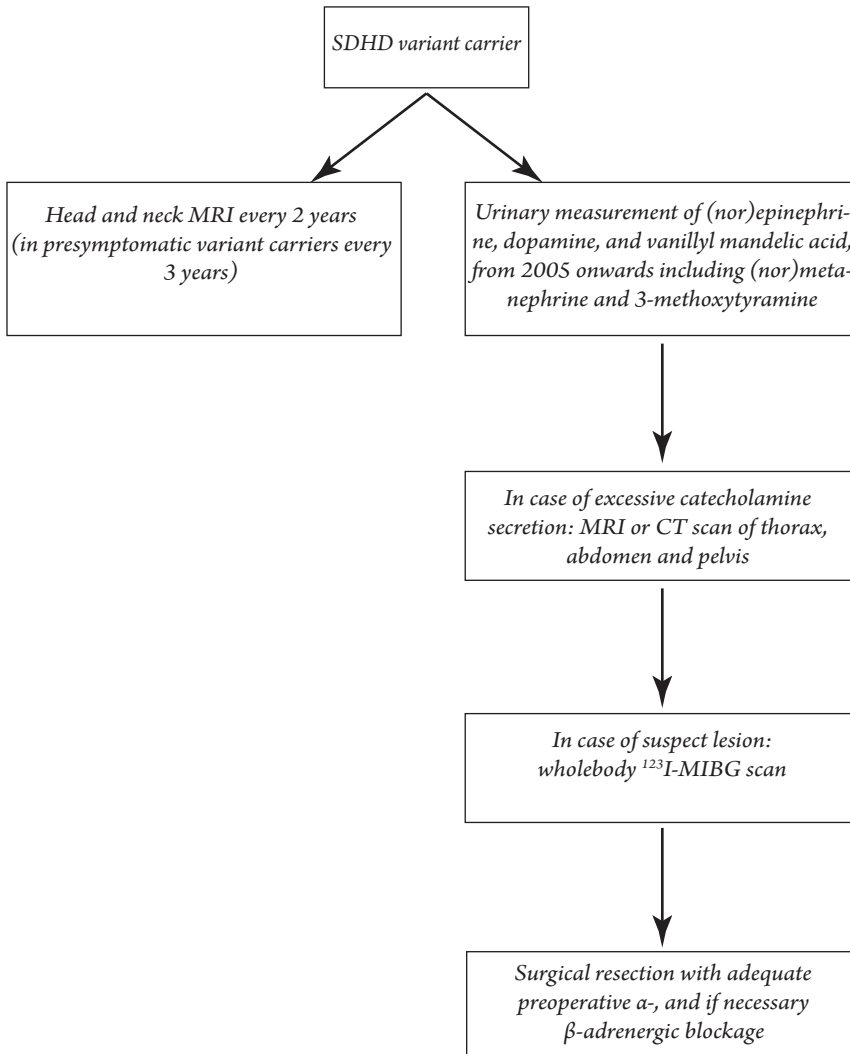 SDHD variant carrier
Head and neck MRI every 2 years
(in presymptomatic variant carriers every
3 years)
Urinary measurement of (nor)epinephri-
ne, dopamine, and vanillyl mandelic acid,
from 2005 onwards including (nor)meta-
nephrine and 3-methoxytyramine
In case of excessive catecholamine
secretion: MRI or CT scan of thorax,
abdomen and pelvis
In case of suspect lesion:
wholebody ¹²³I-MIBG scan
Surgical resection with adequate
preoperative α-, and if necessary
β-adrenergic blockage